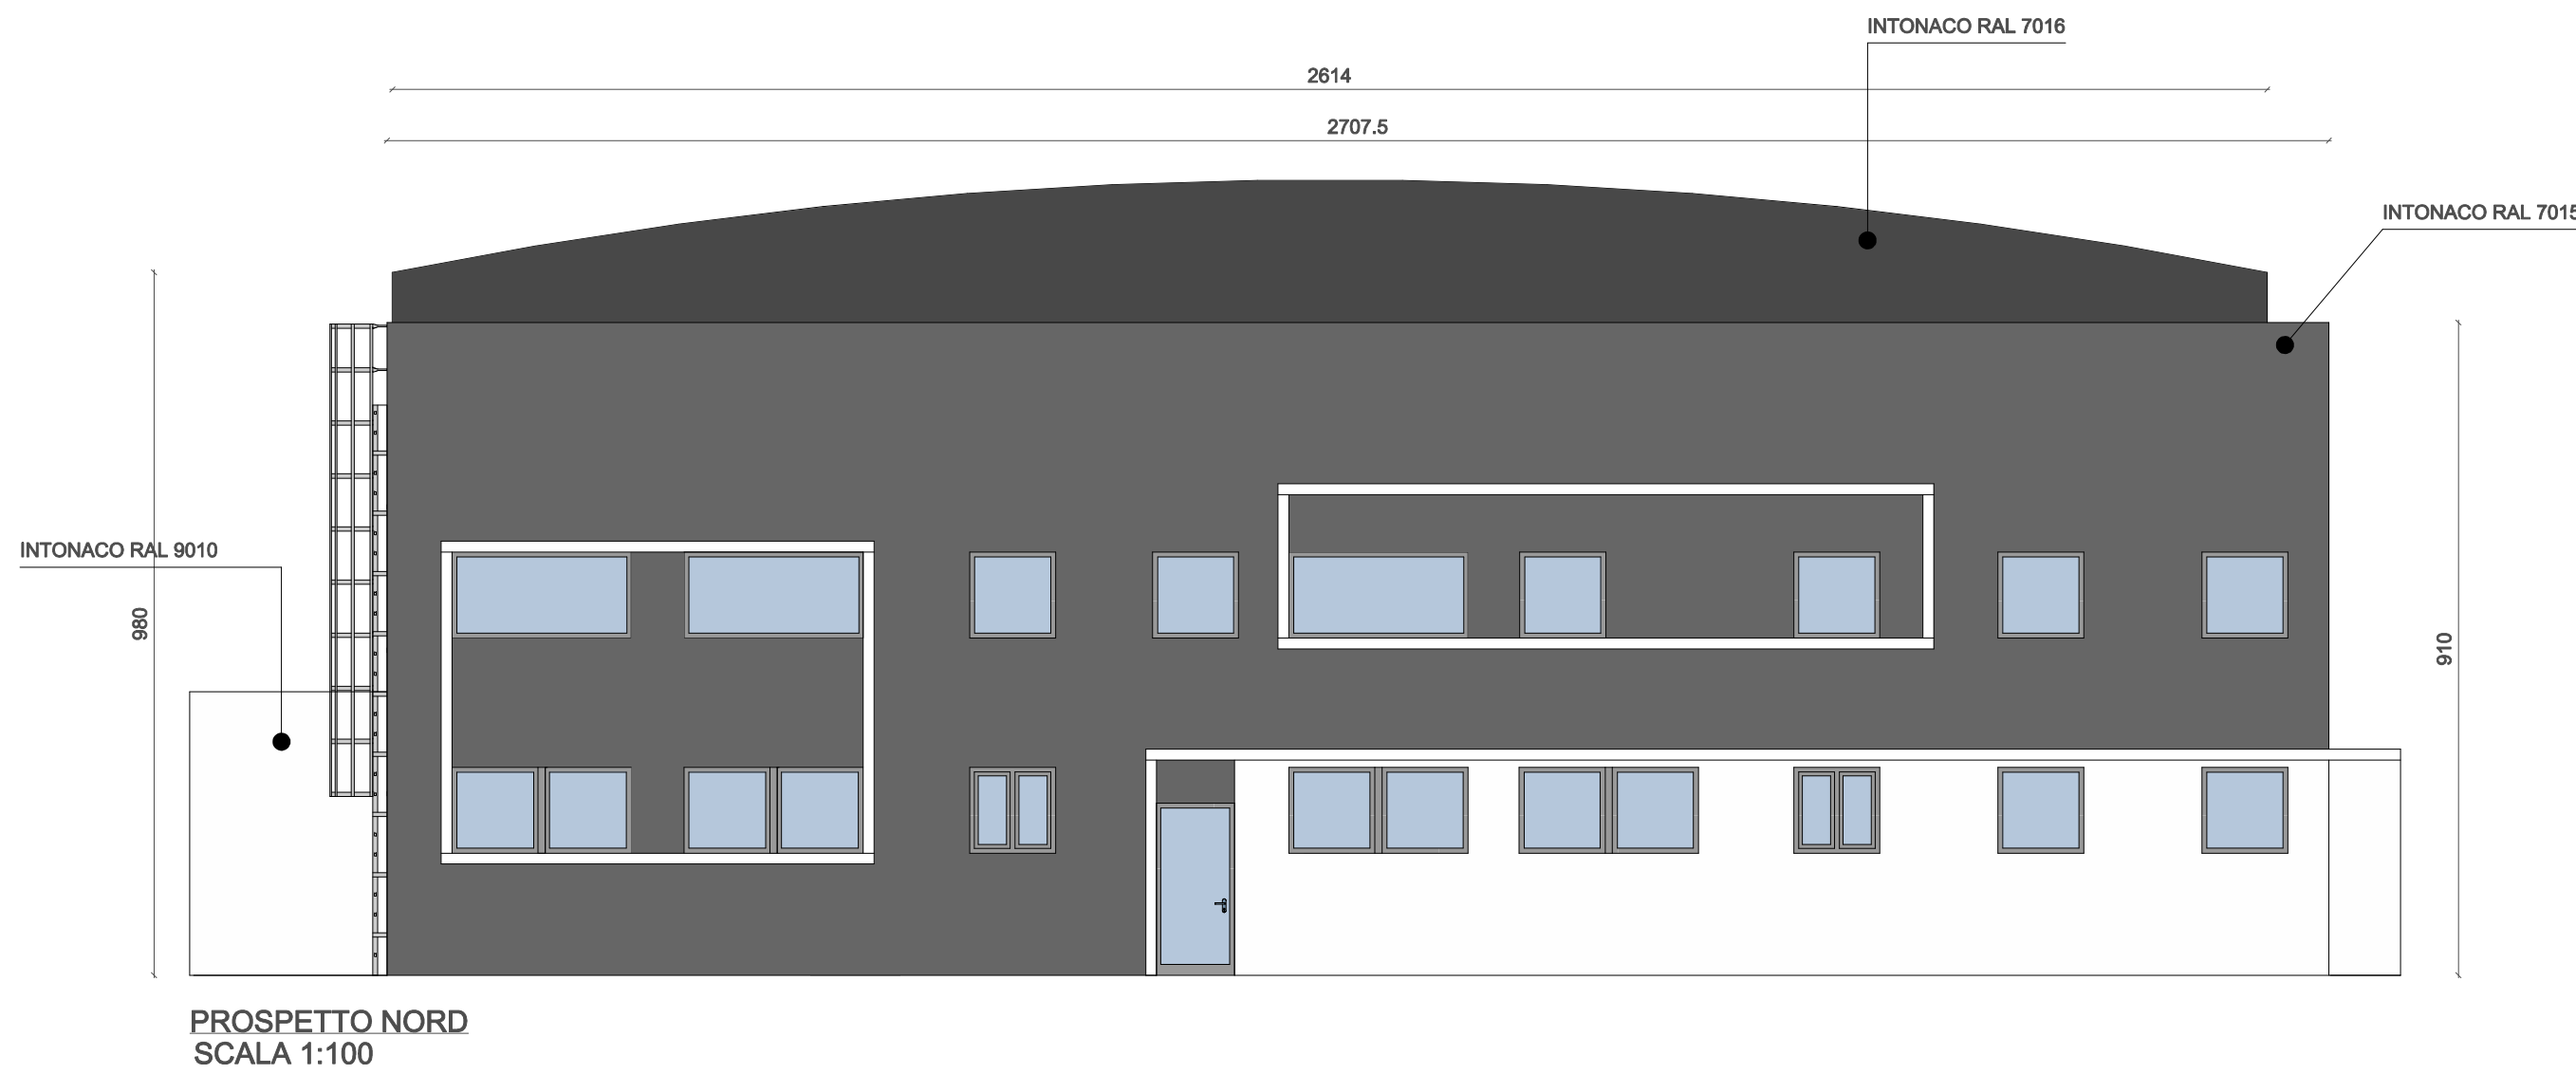 INTONACO RAL 7016
2614
2707.5
INTONACO RAL 7015
INTONACO RAL 9010
980
910
PROSPETTO NORD
SCALA 1:100